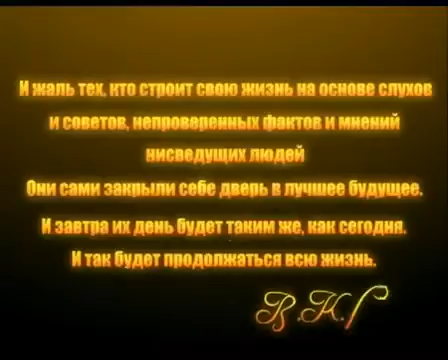 И жаль тех, кто строит свою жизнь на основе слухов
и советов, непроверенных фактов и мнений
нисведущих людей
Они сами закрыли себе дверь в лучшее будущее.
И завтра их день будет таким же, как сегодня.
И так будет продолжаться всю жизнь.
В.К.